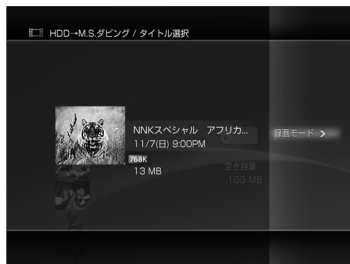 HDD→M.S.ダビング / タイトル選択
NNKスペシャル アフリカ...
11/7(日) 9:00PM
768K
13 MB
録画モード >
空き容量
103 MB